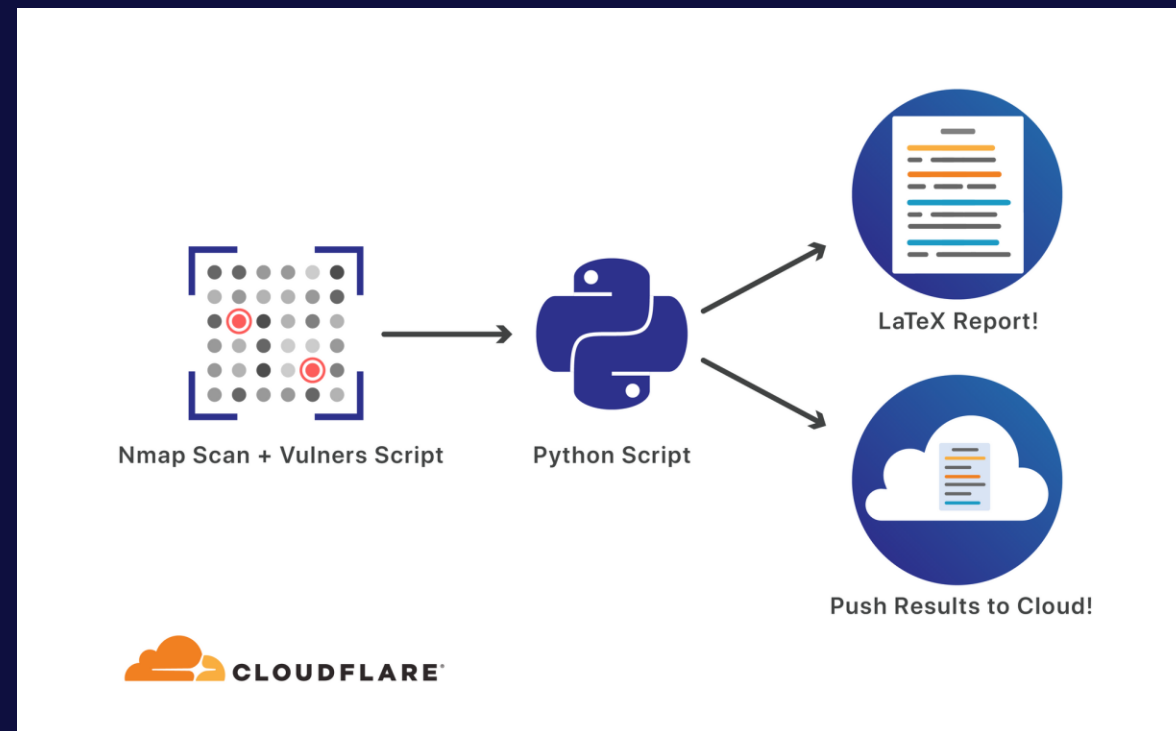 LaTeX Report!
Nmap Scan + Vulners Script
Python Script
Push Results to Cloud!
CLOUDFLARE